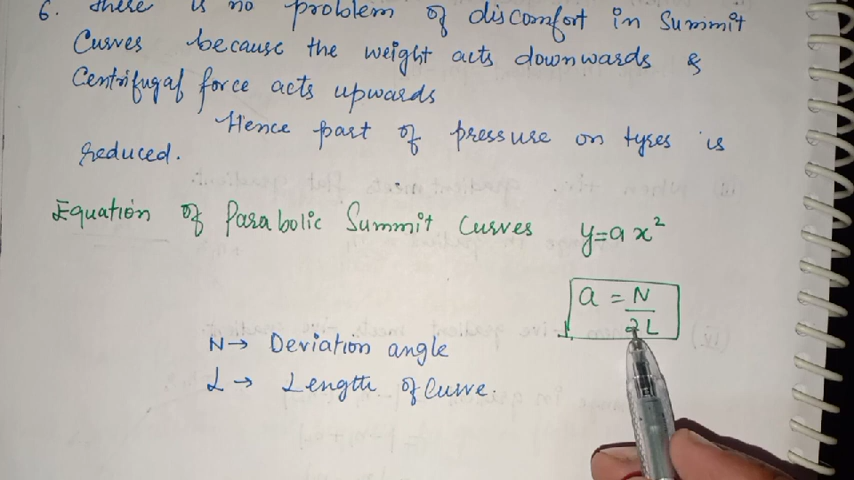 6. There is no problem of discomfort in Summit
Curves because the weight acts downwards &
Centrifugal force acts upwards
Hence part of pressure on tyres is
reduced.
Equation of Parabolic Summit Curves y=ax²
a = N/2L
N→ Deviation angle
L→ Length of Curve.